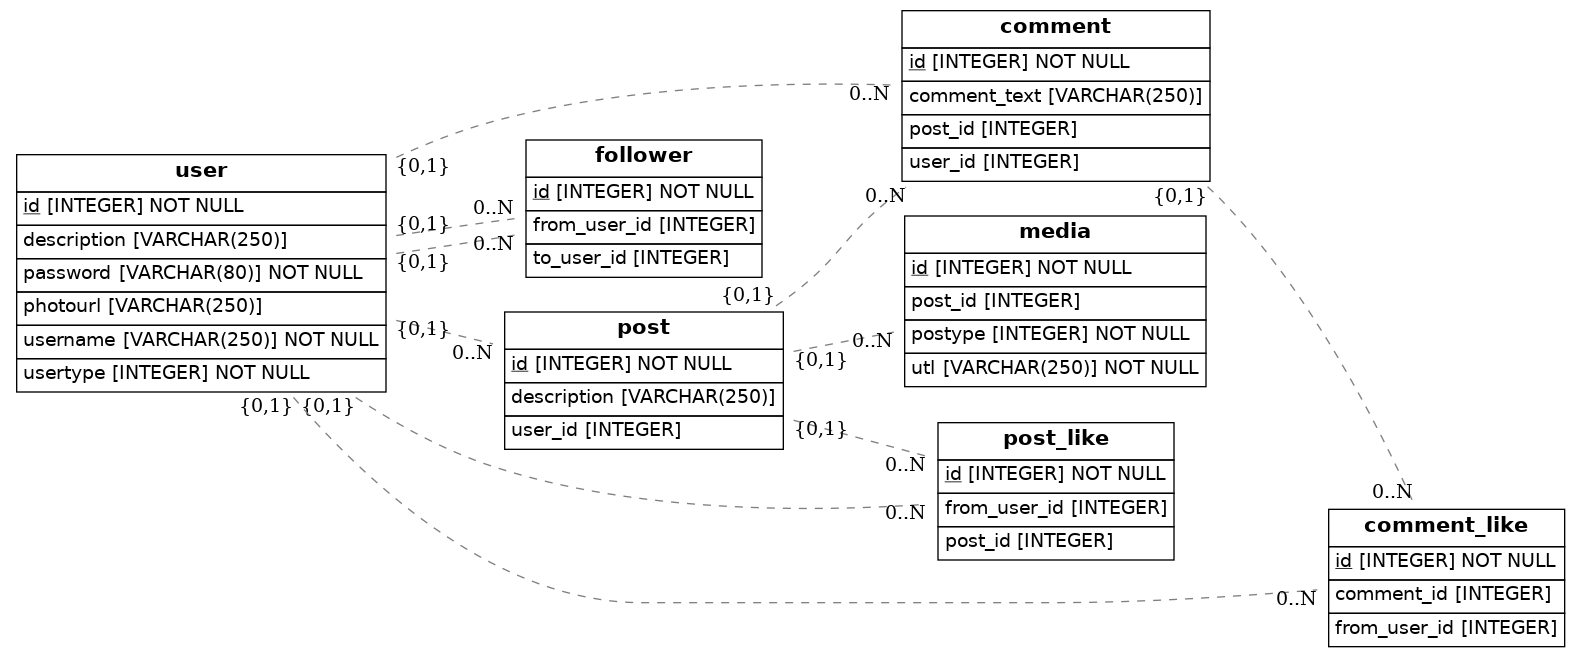 comment
id [INTEGER] NOT NULL
comment_text [VARCHAR(250)]
post_id [INTEGER]
user_id [INTEGER]
0..N
{0,1}
0..N
{0,1}
user
id [INTEGER] NOT NULL
description [VARCHAR(250)]
password [VARCHAR(80)] NOT NULL
photourl [VARCHAR(250)]
username [VARCHAR(250)] NOT NULL
usertype [INTEGER] NOT NULL
{0,1}
0..N
{0,1}
0..N
{0,1}
0..N
{0,1} {0,1}
follower
id [INTEGER] NOT NULL
from_user_id [INTEGER]
to_user_id [INTEGER]
{0,1}
post
id [INTEGER] NOT NULL
description [VARCHAR(250)]
user_id [INTEGER]
{0,1}
0..N
{0,1}
0..N
0..N
media
id [INTEGER] NOT NULL
post_id [INTEGER]
postype [INTEGER] NOT NULL
utl [VARCHAR(250)] NOT NULL
post_like
id [INTEGER] NOT NULL
from_user_id [INTEGER]
post_id [INTEGER]
0..N
0..N
comment_like
id [INTEGER] NOT NULL
comment_id [INTEGER]
from_user_id [INTEGER]